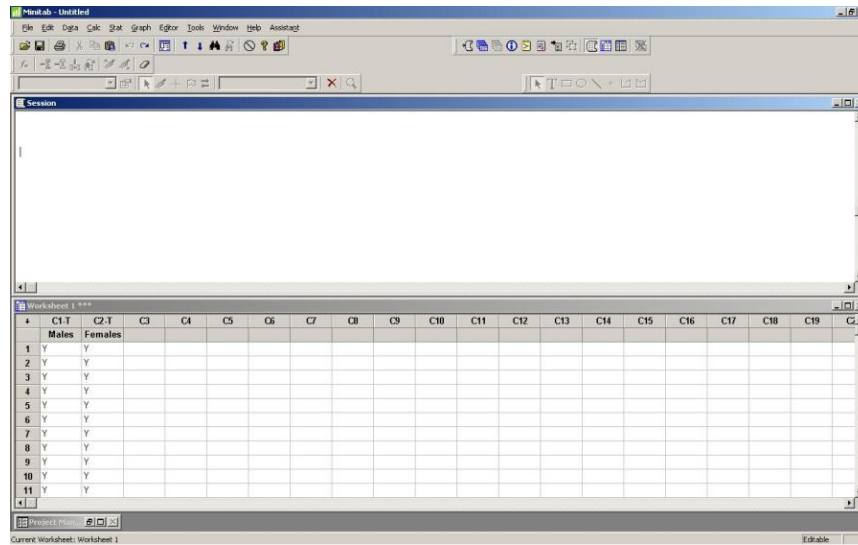 Minitab - Untitled
File Edit Data Calc Stat Graph Editor Tools Window Help Assistant
Session
Worksheet 1 ***
C1-T C2-T C3 C4 C5 C6 C7 C8 C9 C10 C11 C12 C13 C14 C15 C16 C17 C18 C19
Males Females
1 Y Y
2 Y Y
3 Y Y
4 Y Y
5 Y Y
6 Y Y
7 Y Y
8 Y Y
9 Y Y
10 Y Y
11 Y Y
Project Man...
Current Worksheet: Worksheet 1 Editable